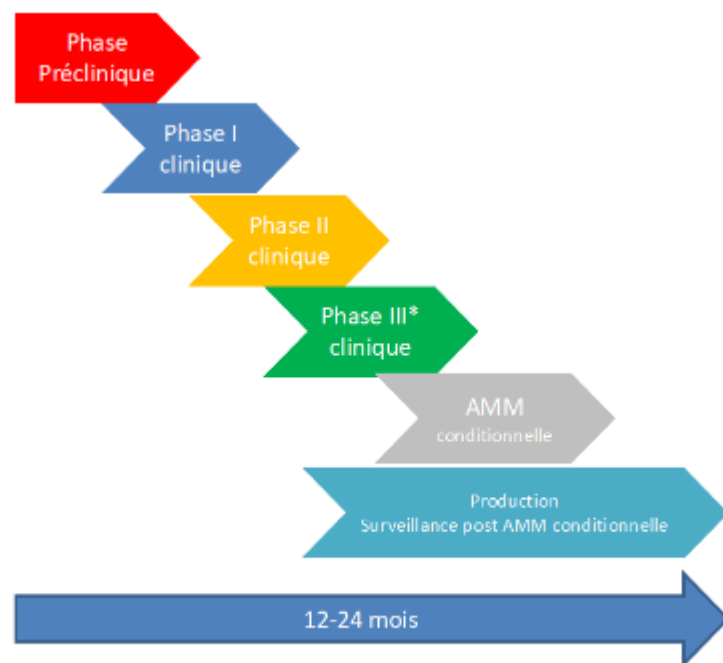 Phase
Préclinique
Phase I
clinique
Phase II
clinique
Phase III*
clinique
AMM
conditionnelle
Production
Surveillance post AMM conditionnelle
12-24 mois